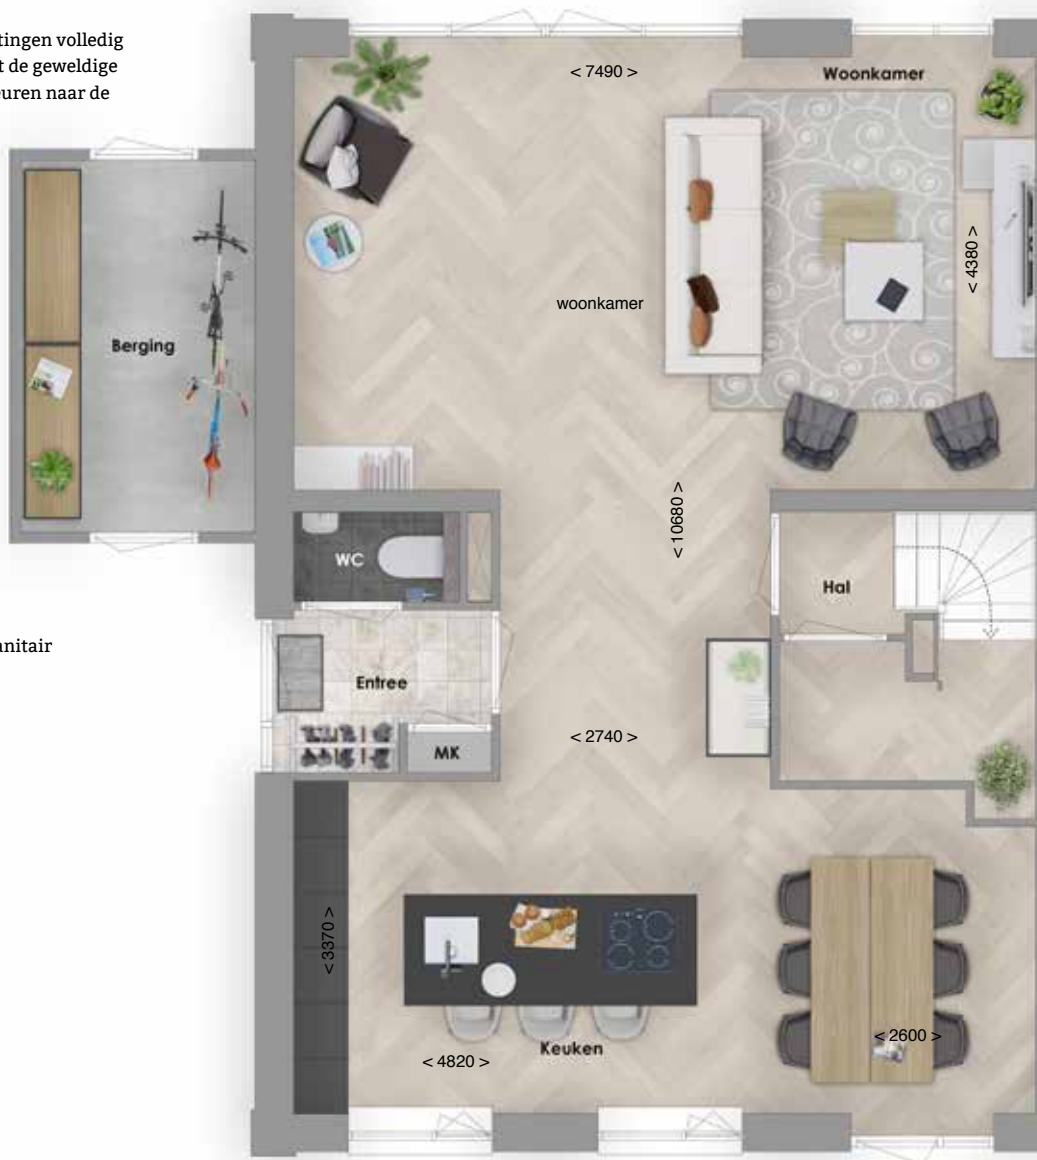 tingen volledig
t de geweldige
euren naar de
< 7490 >
Woonkamer
< 4380 >
woonkamer
Berging
< 10680 >
WC
Hal
anitair
Entree
< 2740 >
MK
< 3370 >
< 2600 >
Keuken
< 4820 >